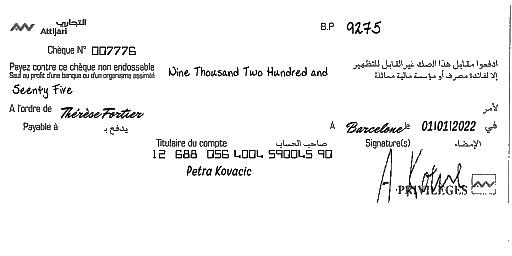 التجاري
Attijari
B.P 9275
Chèque N° 007776
Payez contre ce chèque non endossable
Sauf au profit d'une banque ou d'un organisme assimilé
Nine Thousand Two Hundred and
ادفعوا مقابل هذا الصك غير القابل للتظهير
إلا لفائدة مصرف أو مؤسسة مالية مماثلة
Seenty Five
A l'ordre de Thérèse Fortier
لأمر
Payable à يدفع بـ
A Barcelone le 01/01/2022 في
Titulaire du compte صاحب الحساب
Signature(s) الإمضاء
12 688 056 4004 590045 90
Petra Kovacic
PRIVILEGES